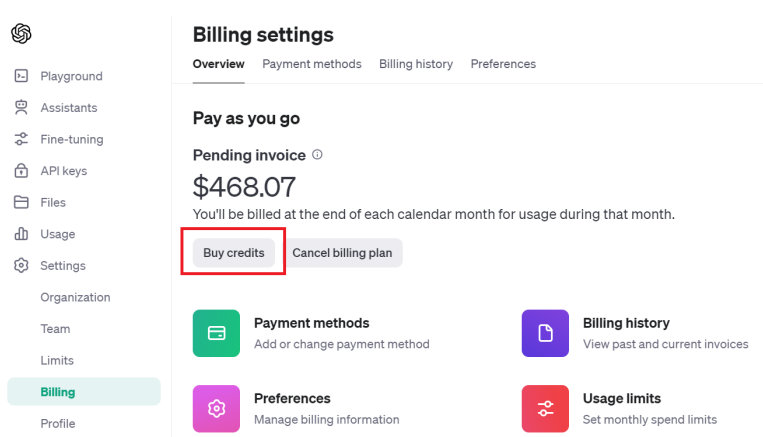 Playground
Assistants
Fine-tuning
API keys
Files
Usage
Settings
Organization
Team
Limits
Billing
Profile
Billing settings
Overview Payment methods Billing history Preferences
Pay as you go
Pending invoice
$468.07
You'll be billed at the end of each calendar month for usage during that month.
Buy credits Cancel billing plan
Payment methods
Add or change payment method
Billing history
View past and current invoices
Preferences
Manage billing information
Usage limits
Set monthly spend limits